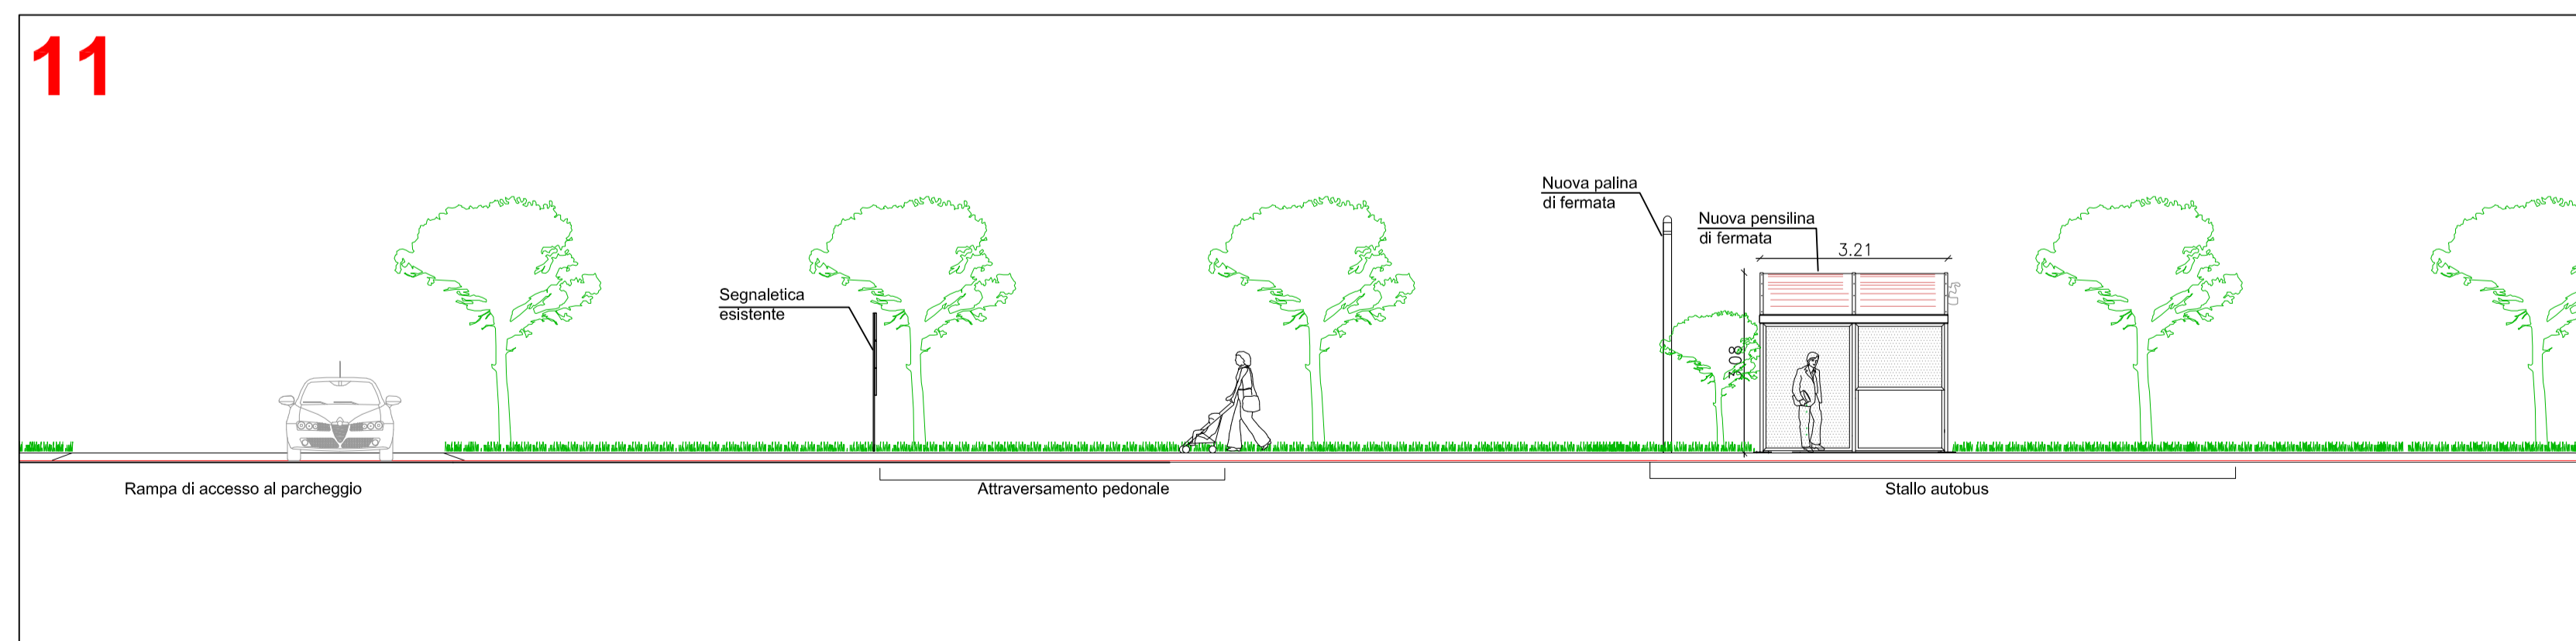 11
Nuova palina
di fermata
Nuova pensilina
di fermata
3.21
Segnaletica
esistente
3.08
Rampa di accesso al parcheggio
Attraversamento pedonale
Stallo autobus